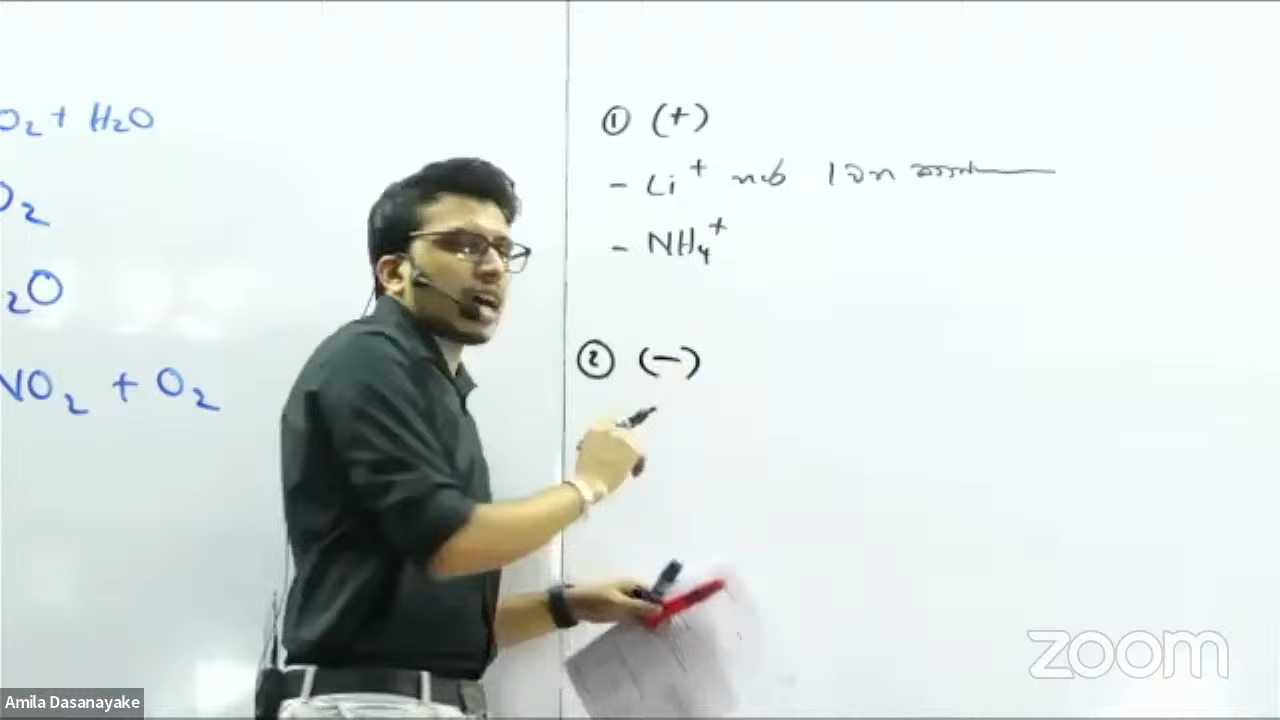 O₂ + H₂O
O₂
₂O
NO₂ + O₂
① (+)
- Li⁺ හැර 1 වන
- NH₄⁺
② (-)
zoom
Amila Dasanayake